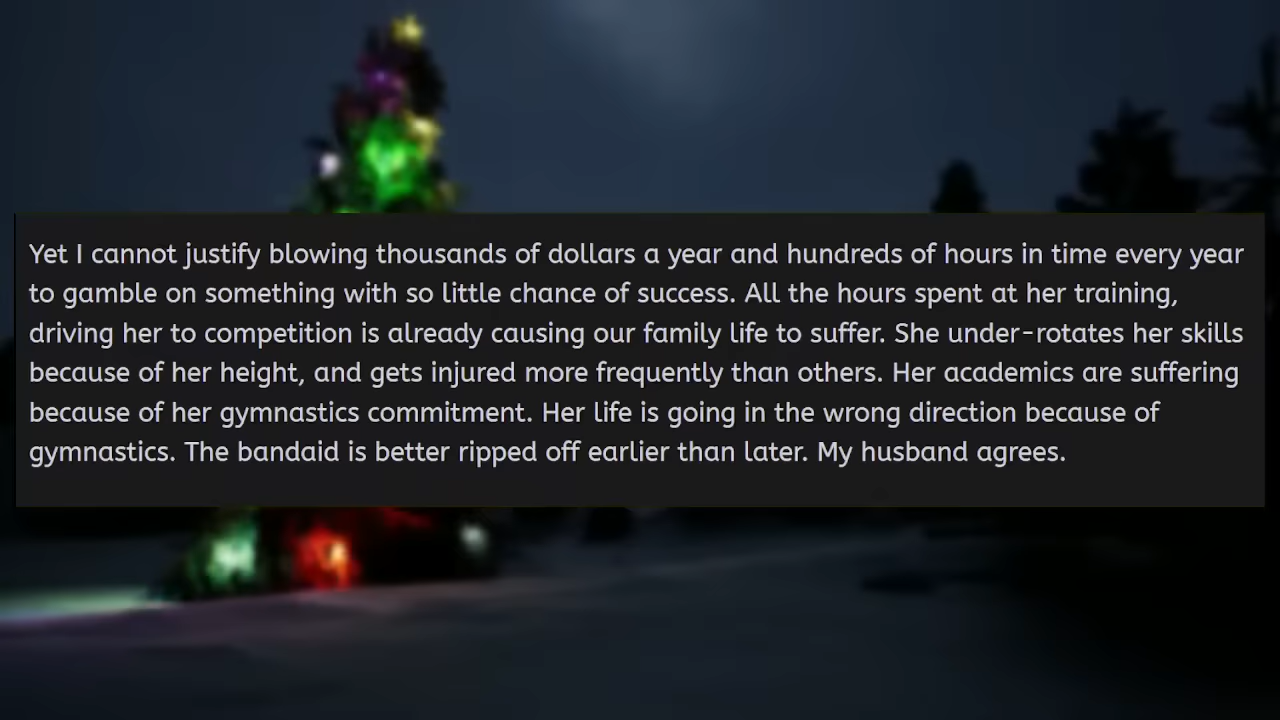 Yet I cannot justify blowing thousands of dollars a year and hundreds of hours in time every year
to gamble on something with so little chance of success. All the hours spent at her training,
driving her to competition is already causing our family life to suffer. She under-rotates her skills
because of her height, and gets injured more frequently than others. Her academics are suffering
because of her gymnastics commitment. Her life is going in the wrong direction because of
gymnastics. The bandaid is better ripped off earlier than later. My husband agrees.